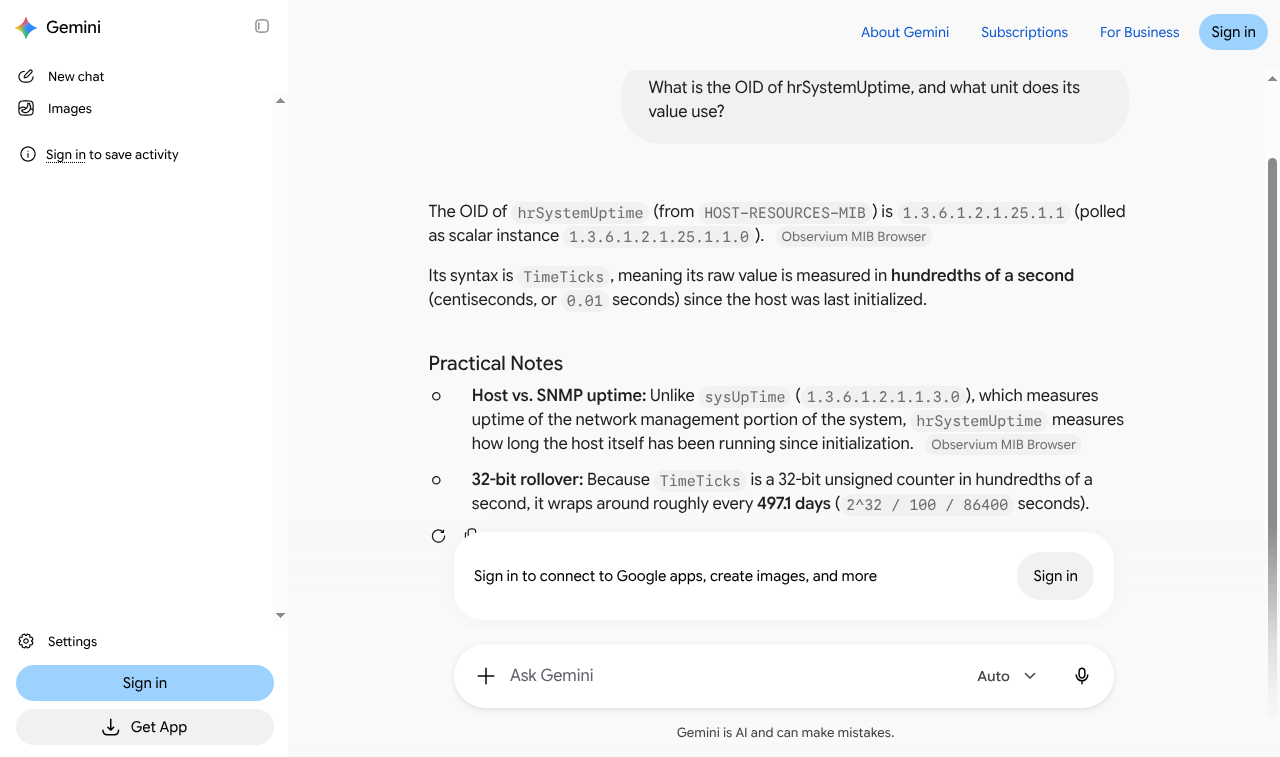 Gemini
New chat
Images
Sign in to save activity
Settings
Sign in
Get App
About Gemini
Subscriptions
For Business
Sign in
What is the OID of hrSystemUptime, and what unit does its
value use?
The OID of hrSystemUptime (from HOST-RESOURCES-MIB ) is 1.3.6.1.2.1.25.1.1 (polled
as scalar instance 1.3.6.1.2.1.25.1.1.0 ). Observium MIB Browser
Its syntax is TimeTicks , meaning its raw value is measured in hundredths of a second
(centiseconds, or 0.01 seconds) since the host was last initialized.
Practical Notes
Host vs. SNMP uptime: Unlike sysUpTime ( 1.3.6.1.2.1.1.3.0 ), which measures
uptime of the network management portion of the system, hrSystemUptime measures
how long the host itself has been running since initialization. Observium MIB Browser
32-bit rollover: Because TimeTicks is a 32-bit unsigned counter in hundredths of a
second, it wraps around roughly every 497.1 days ( 2^32 / 100 / 86400 seconds).
Sign in to connect to Google apps, create images, and more
Sign in
Ask Gemini
Auto
Gemini is AI and can make mistakes.